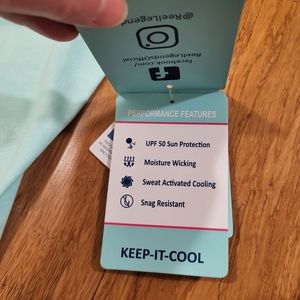 @ReelLegends
facebook.com/
ReelLegendsOfficial
PERFORMANCE FEATURES
UPF 50 Sun Protection
Moisture Wicking
Sweat Activated Cooling
Snag Resistant
KEEP-IT-COOL